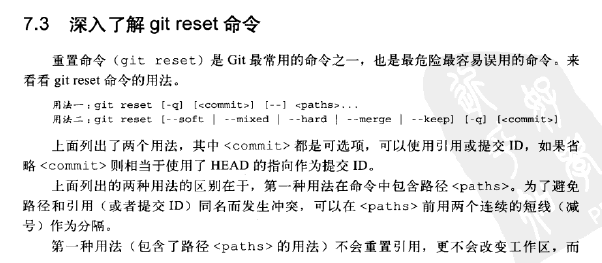 7.3 深入了解 git reset 命令
重置命令（git reset）是 Git 最常用的命令之一，也是最危险最容易误用的命令。来
看看 git reset 命令的用法。
用法一：git reset [-q] [<commit>] [--] <paths>...
用法二：git reset [--soft | --mixed | --hard | --merge | --keep] [-q] [<commit>]
上面列出了两个用法，其中 <commit> 都是可选项，可以使用引用或提交 ID，如果省
略 <commit> 则相当于使用了 HEAD 的指向作为提交 ID。
上面列出的两种用法的区别在于，第一种用法在命令中包含路径 <paths>。为了避免
路径和引用（或者提交 ID）同名而发生冲突，可以在 <paths> 前用两个连续的短线（减
号）作为分隔。
第一种用法（包含了路径 <paths> 的用法）不会重置引用，更不会改变工作区，而